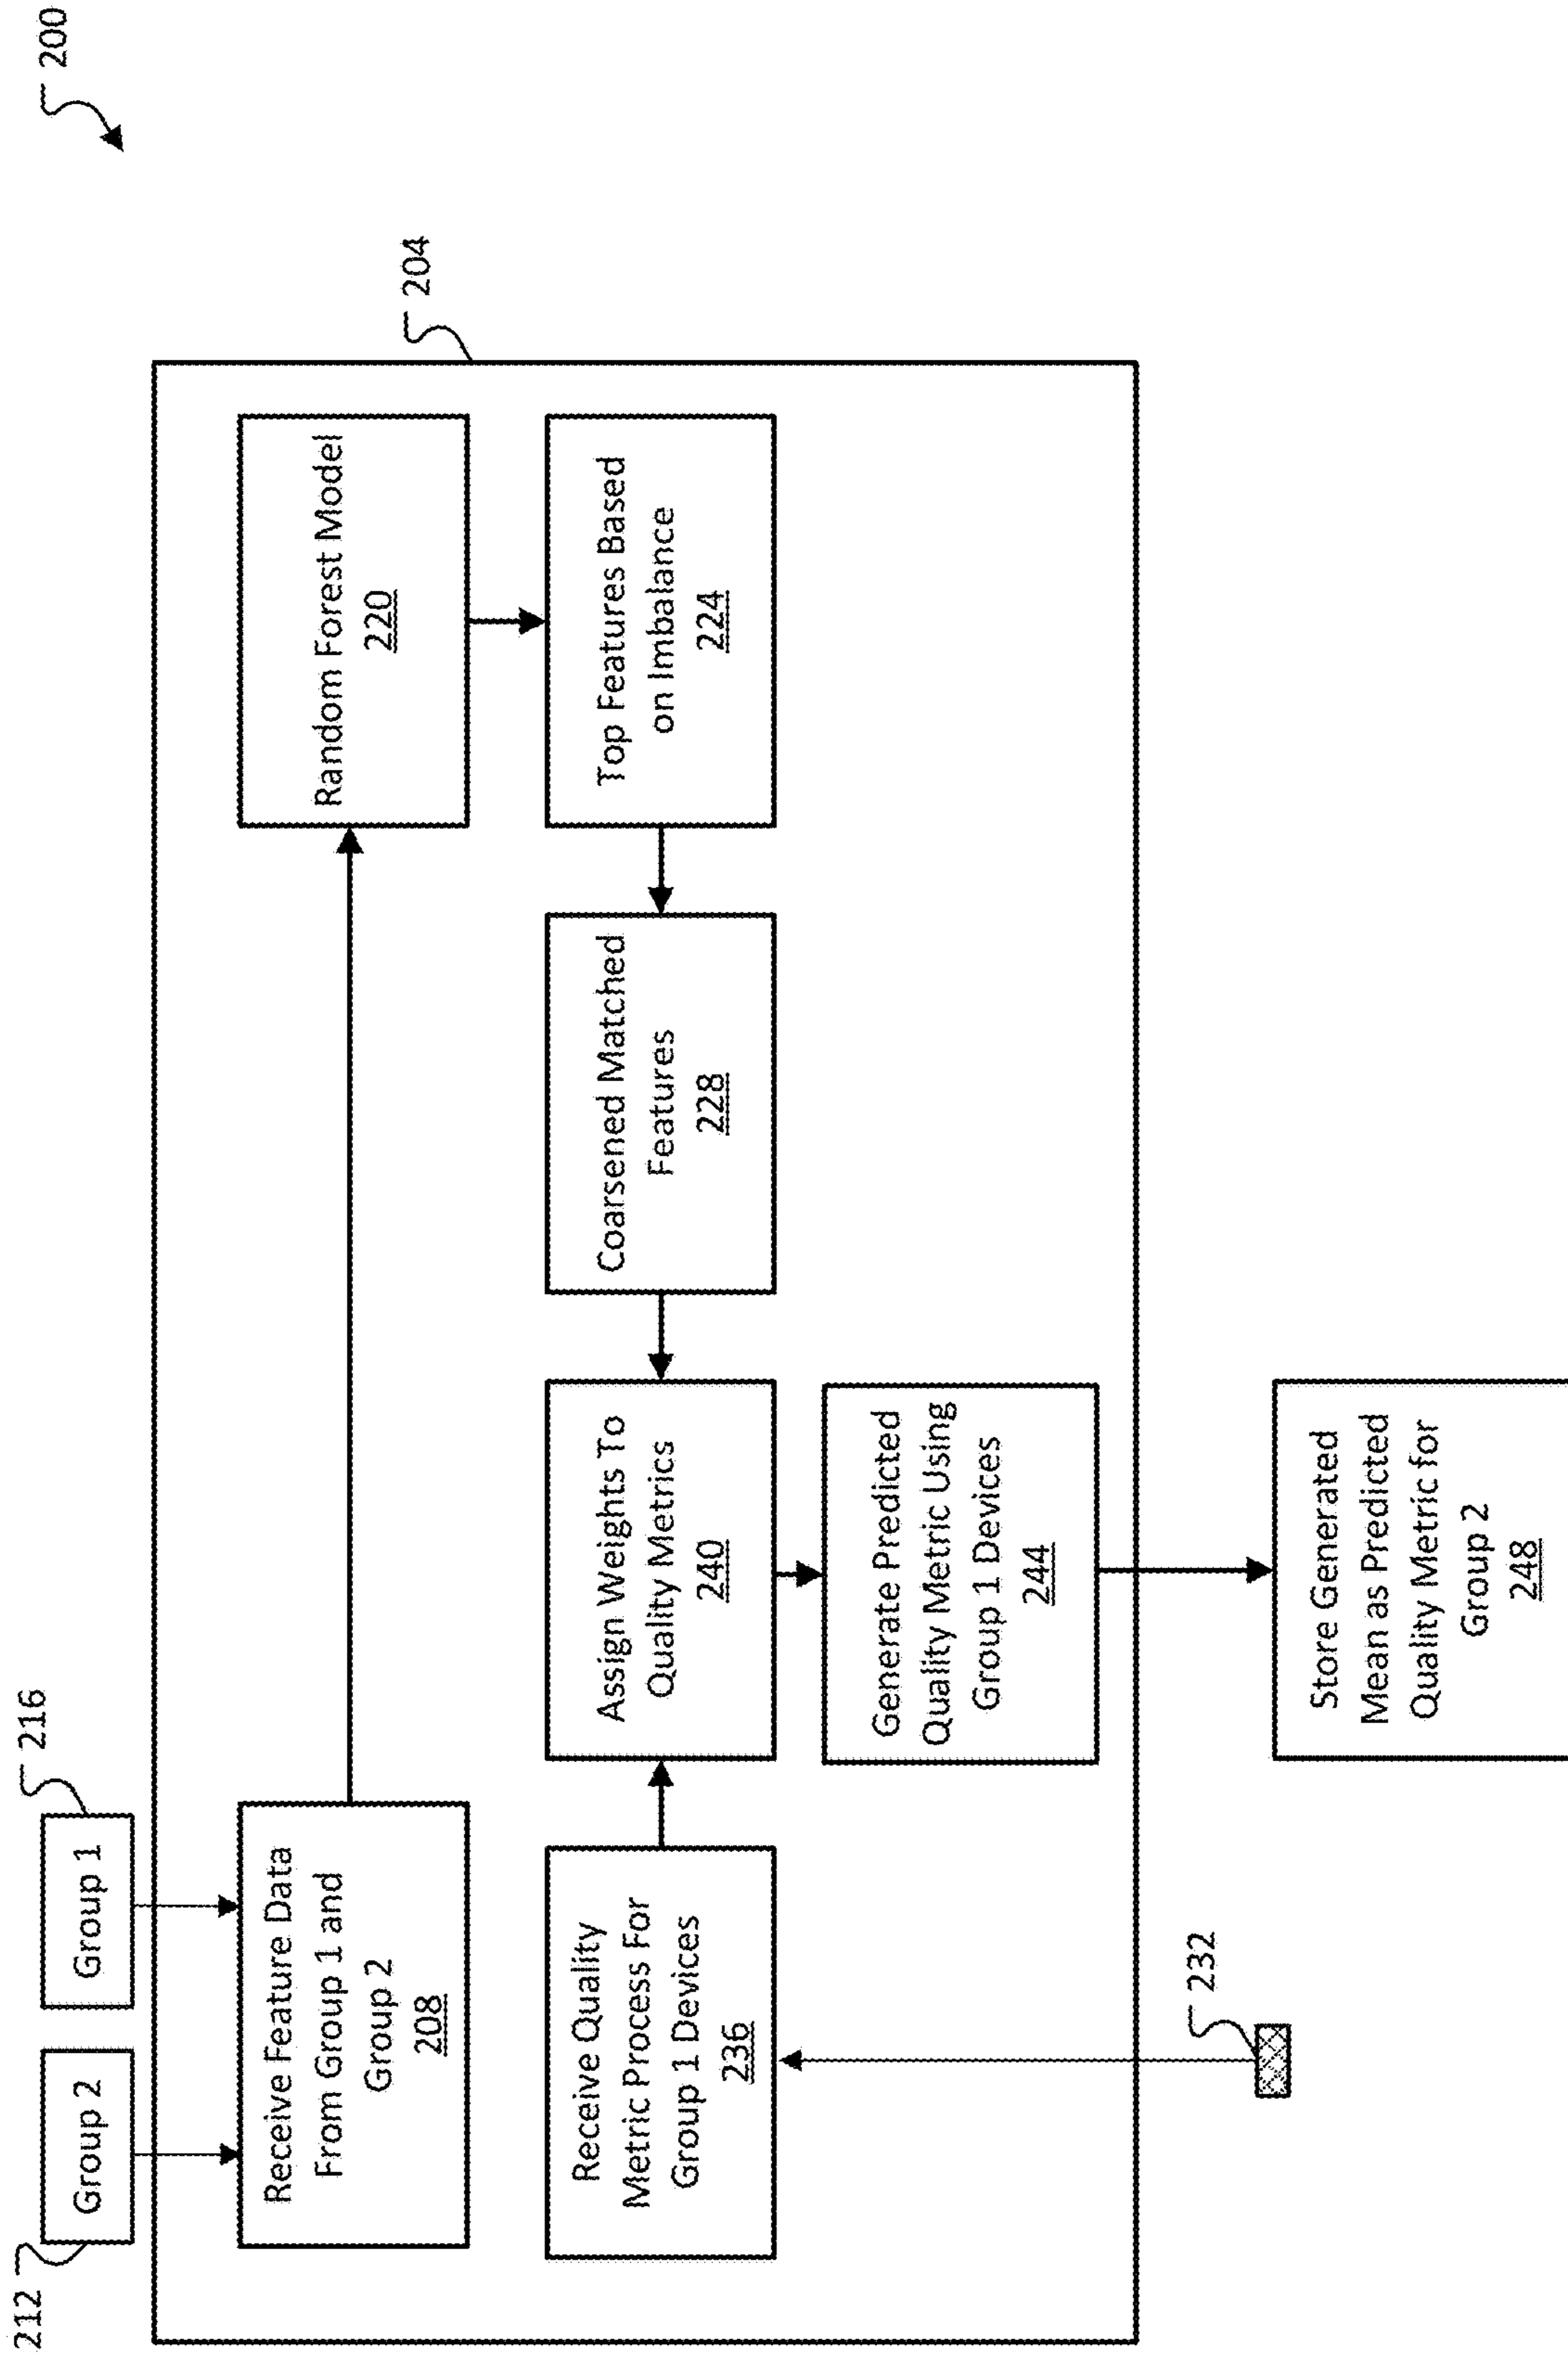 200
212
Group 2
Group 1
216
204
Receive Feature Data
From Group 1 and
Group 2
208
Random Forest Model
220
Receive Quality
Metric Process For
Group 1 Devices
236
Assign Weights To
Quality Metrics
240
Coarsened Matched
Features
228
Top Features Based
on Imbalance
224
Generate Predicted
Quality Metric Using
Group 1 Devices
244
232
Store Generated
Mean as Predicted
Quality Metric for
Group 2
248